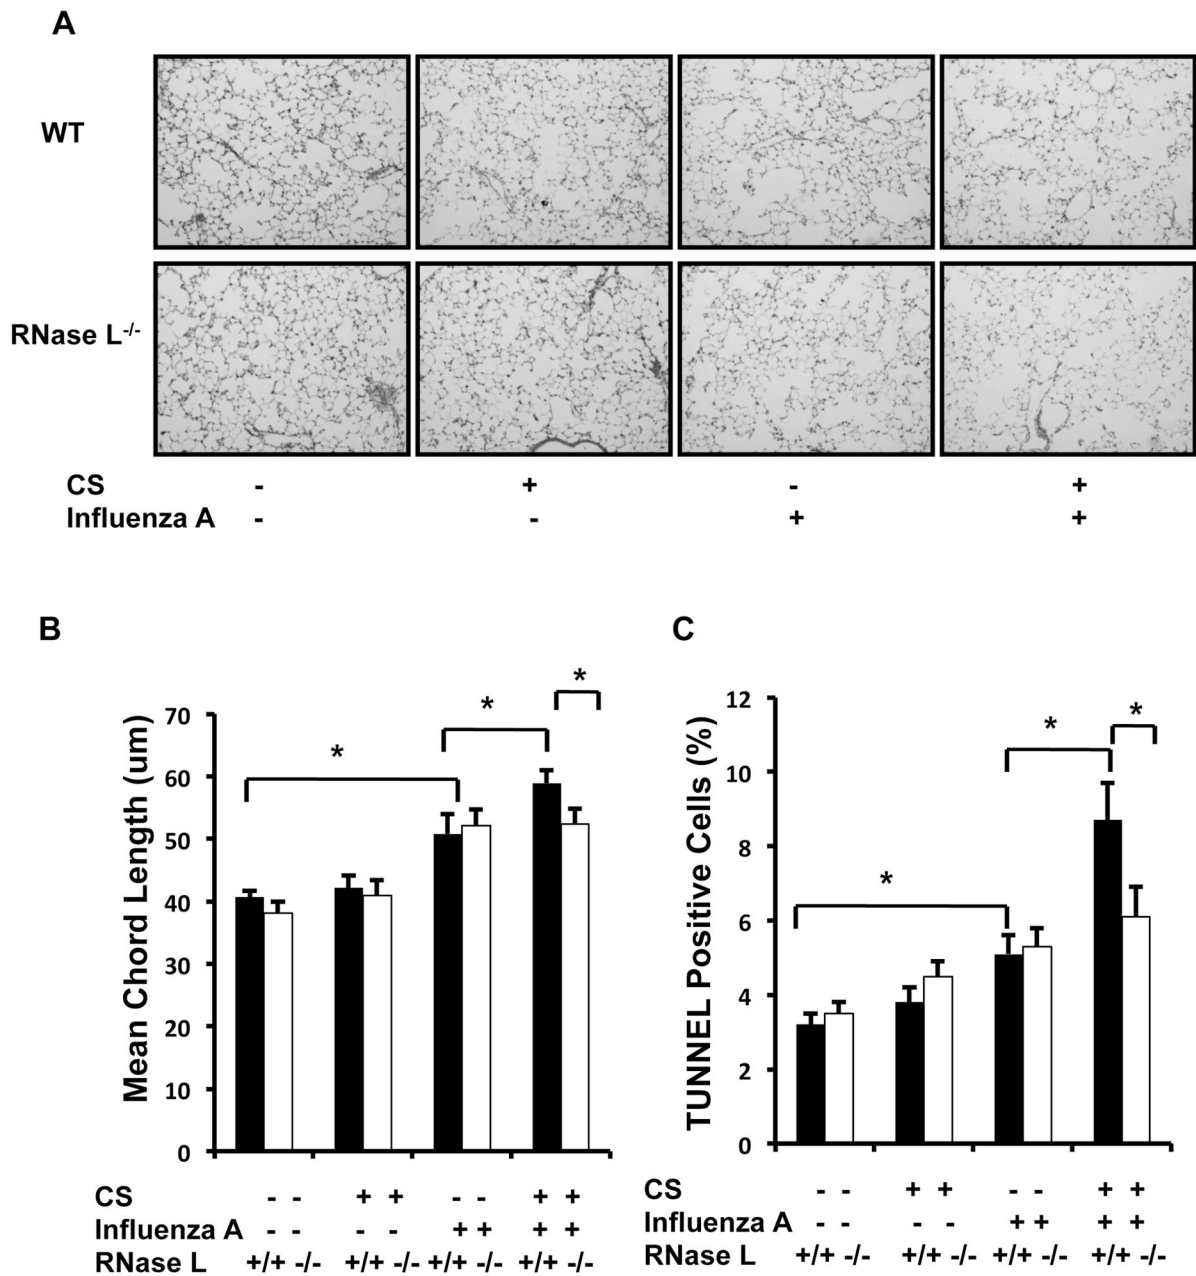 A
WT
RNase L-/-
CS - + - +
Influenza A - - + +
B
Mean Chord Length (um)
70
60
50
40
30
20
10
0
*
*
*
CS - - + + - - + +
Influenza A - - - - + + + +
RNase L +/+ -/- +/+ -/- +/+ -/- +/+ -/-
C
TUNNEL Positive Cells (%)
12
10
8
6
4
2
0
*
*
*
CS - - + + - - + +
Influenza A - - - - + + + +
RNase L +/+ -/- +/+ -/- +/+ -/- +/+ -/-